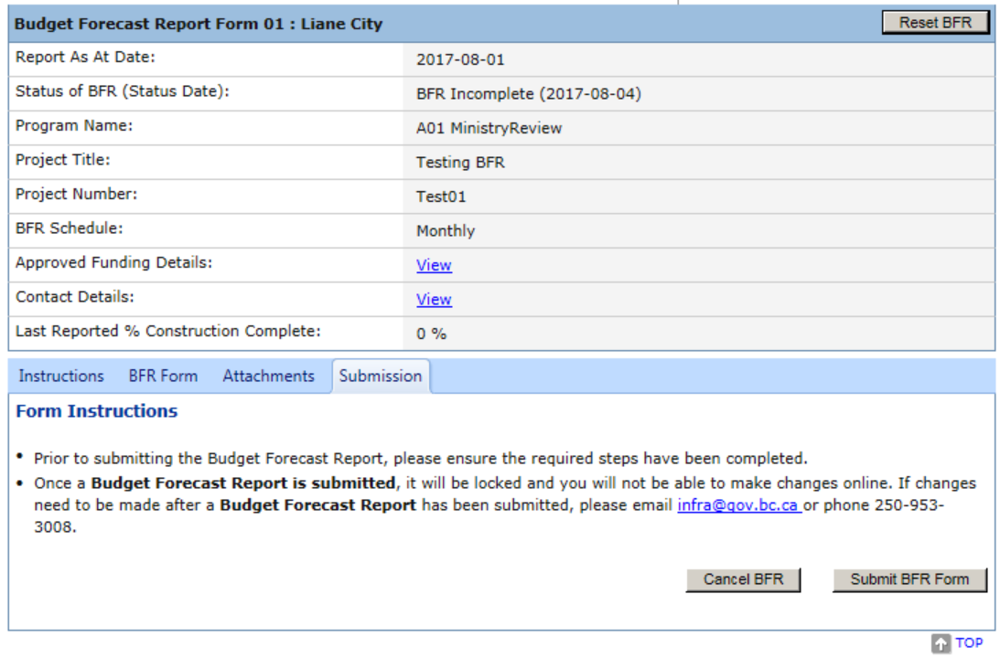 Budget Forecast Report Form 01 : Liane City Reset BFR
Report As At Date: 2017-08-01
Status of BFR (Status Date): BFR Incomplete (2017-08-04)
Program Name: A01 MinistryReview
Project Title: Testing BFR
Project Number: Test01
BFR Schedule: Monthly
Approved Funding Details: View
Contact Details: View
Last Reported % Construction Complete: 0 %
Instructions BFR Form Attachments Submission
Form Instructions
• Prior to submitting the Budget Forecast Report, please ensure the required steps have been completed.
• Once a Budget Forecast Report is submitted, it will be locked and you will not be able to make changes online. If changes
need to be made after a Budget Forecast Report has been submitted, please email infra@gov.bc.ca or phone 250-953-
3008.
Cancel BFR Submit BFR Form
TOP